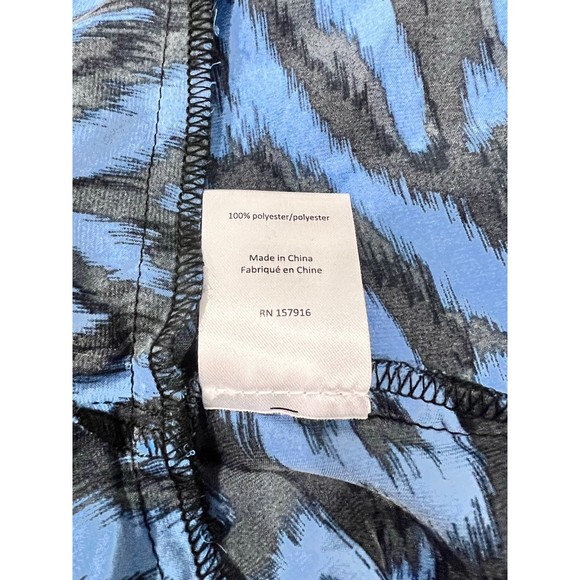 100% polyester/polyester
Made in China
Fabriqué en Chine
RN 157916